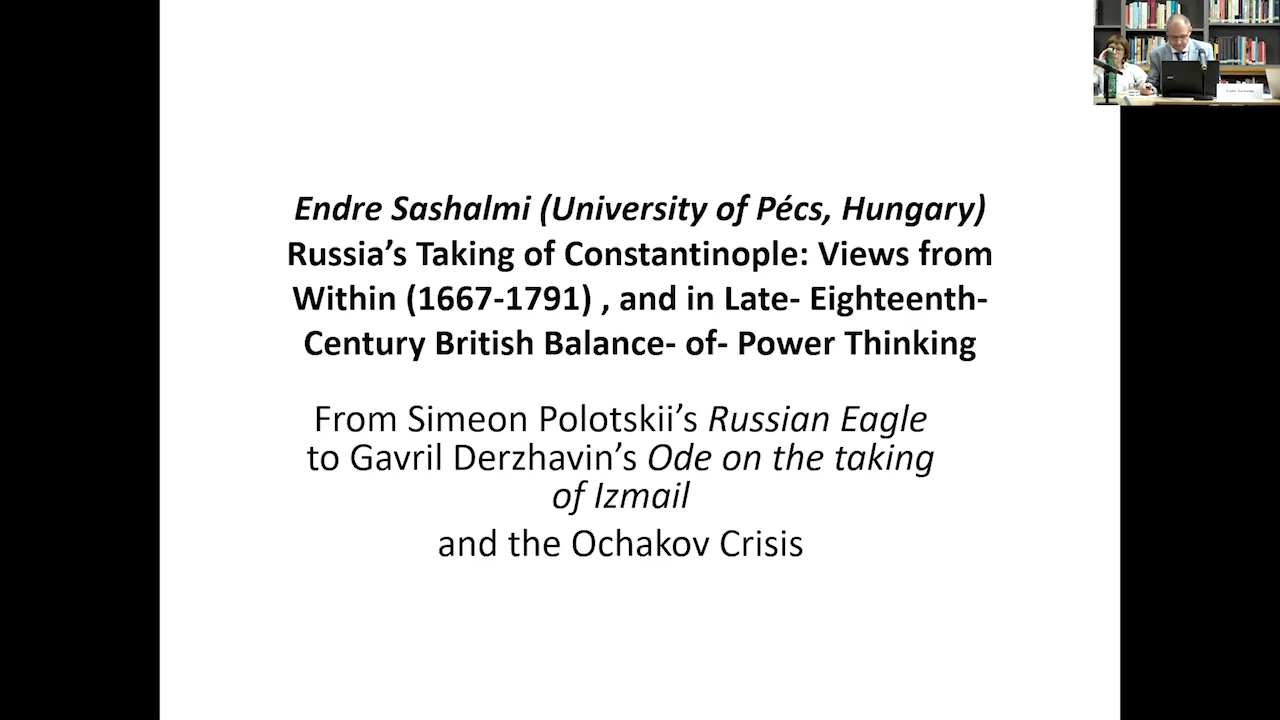 Endre Sashalmi (University of Pécs, Hungary)
Russia’s Taking of Constantinople: Views from
Within (1667-1791) , and in Late- Eighteenth-
Century British Balance- of- Power Thinking
From Simeon Polotskii’s Russian Eagle
to Gavril Derzhavin’s Ode on the taking
of Izmail
and the Ochakov Crisis